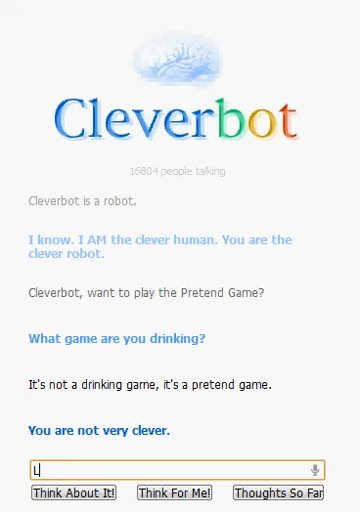 Cleverbot
16804 people talking
Cleverbot is a robot.
I know. I AM the clever human. You are the
clever robot.
Cleverbot, want to play the Pretend Game?
What game are you drinking?
It's not a drinking game, it's a pretend game.
You are not very clever.
L
Think About It! Think For Me! Thoughts So Far